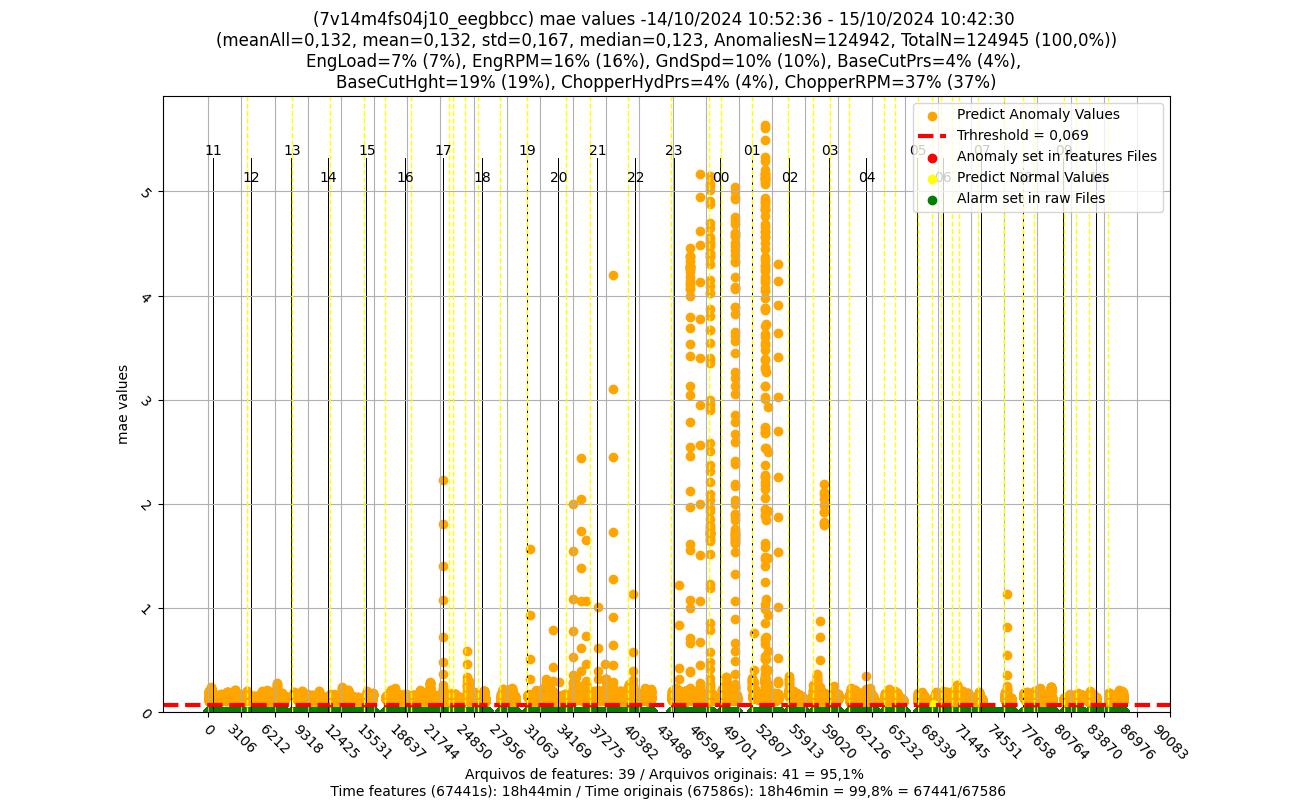 (7v14m4fs04j10_eegbbcc) mae values -14/10/2024 10:52:36 - 15/10/2024 10:42:30
(meanAll=0,132, mean=0,132, std=0,167, median=0,123, AnomaliesN=124942, TotalN=124945 (100,0%))
EngLoad=7% (7%), EngRPM=16% (16%), GndSpd=10% (10%), BaseCutPrs=4% (4%),
BaseCutHght=19% (19%), ChopperHydPrs=4% (4%), ChopperRPM=37% (37%)
Predict Anomaly Values
Trhreshold = 0,069
Anomaly set in features Files
Predict Normal Values
Alarm set in raw Files
11 13 15 17 19 21 23 01 03 05 07 09
12 14 16 18 20 22 00 02 04 06
5
4
3
2
1
0
mae values
0 3106 6212 9318 12425 15531 18637 21744 24850 27956 31063 34169 37275 40382 43488 46594 49701 52807 55913 59020 62126 65232 68339 71445 74551 77658 80764 83870 86976 90083
Arquivos de features: 39 / Arquivos originais: 41 = 95,1%
Time features (67441s): 18h44min / Time originais (67586s): 18h46min = 99,8% = 67441/67586